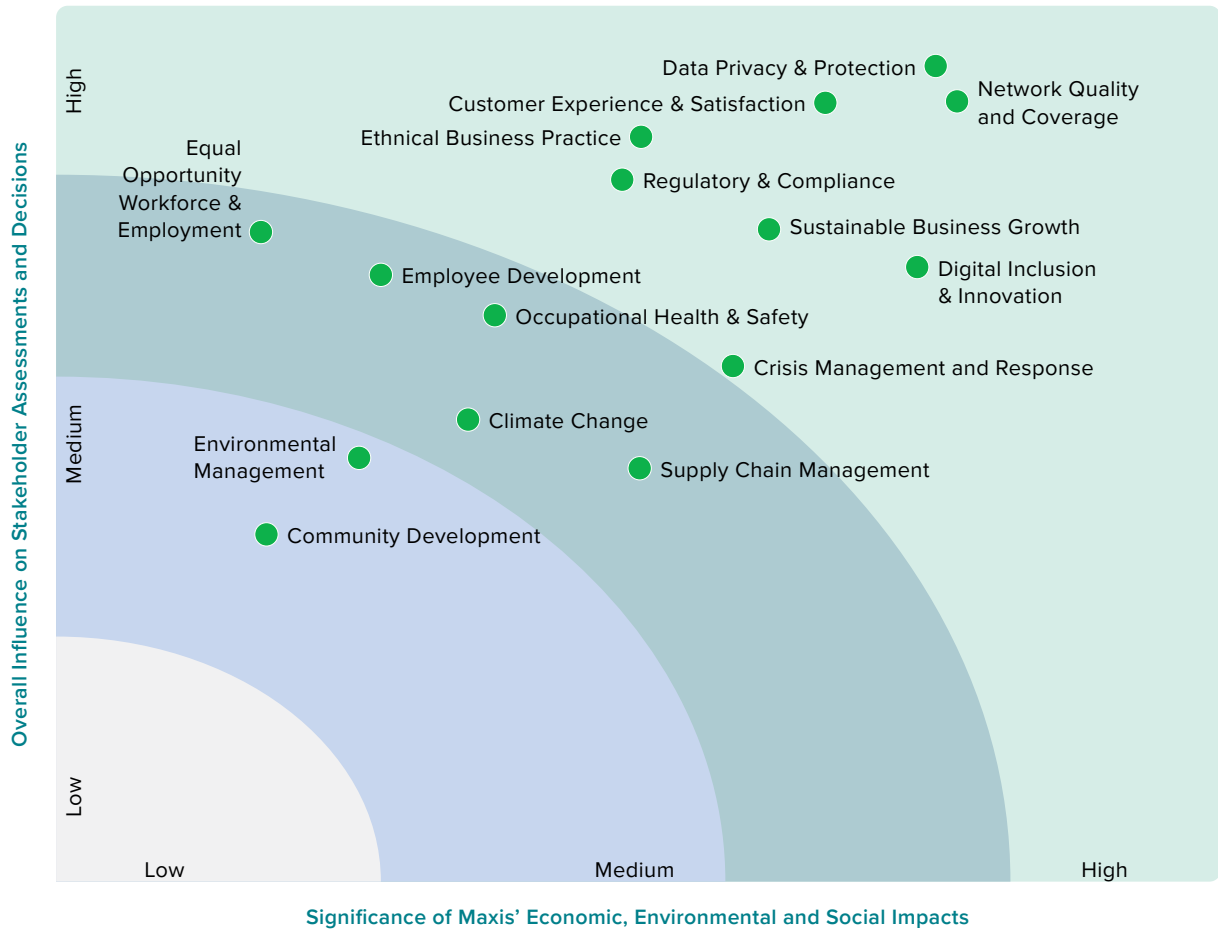 High
Data Privacy & Protection
Network Quality
and Coverage
Customer Experience & Satisfaction
Ethnical Business Practice
Equal
Opportunity
Workforce &
Employment
Regulatory & Compliance
Sustainable Business Growth
Digital Inclusion
& Innovation
Employee Development
Occupational Health & Safety
Crisis Management and Response
Medium
Climate Change
Environmental
Management
Supply Chain Management
Community Development
Low
Low
Medium
High
Overall Influence on Stakeholder Assessments and Decisions
Significance of Maxis’ Economic, Environmental and Social Impacts